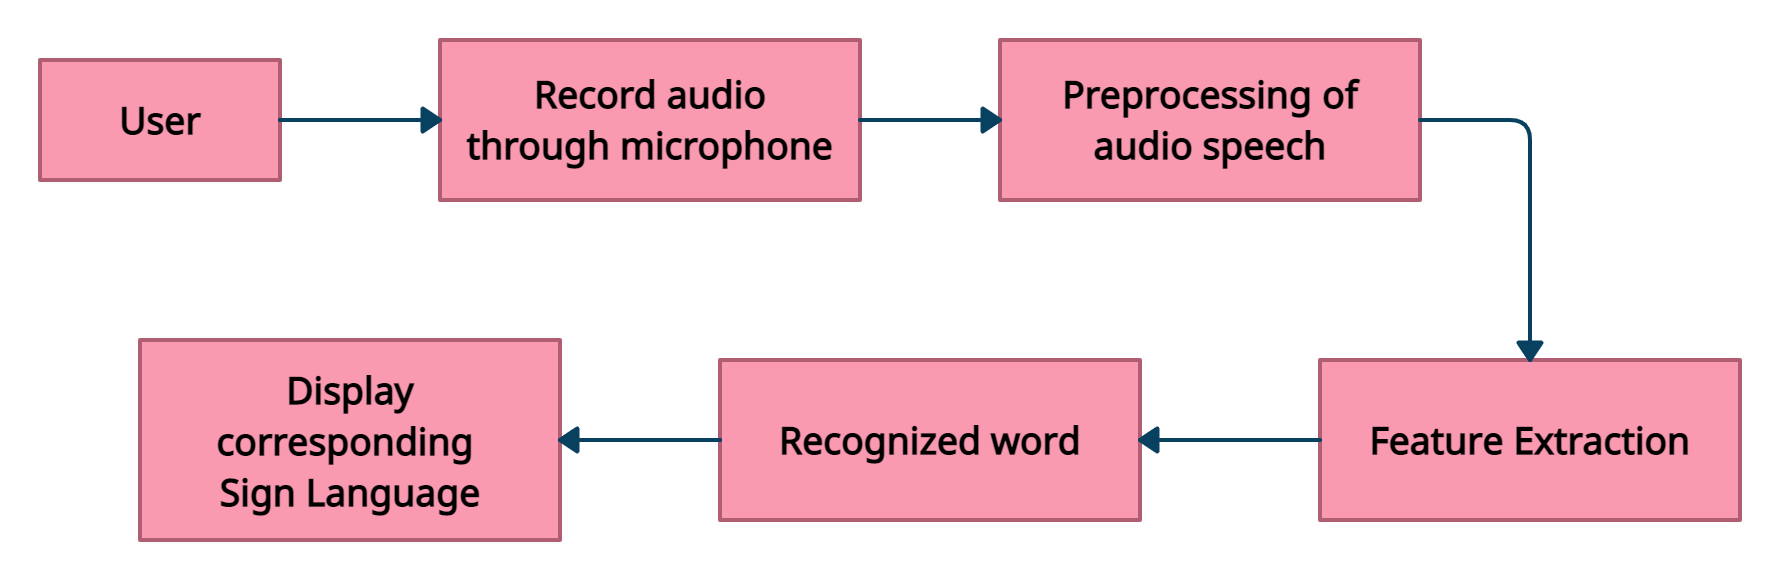 User
Record audio
through microphone
Preprocessing of
audio speech
Display
corresponding
Sign Language
Recognized word
Feature Extraction